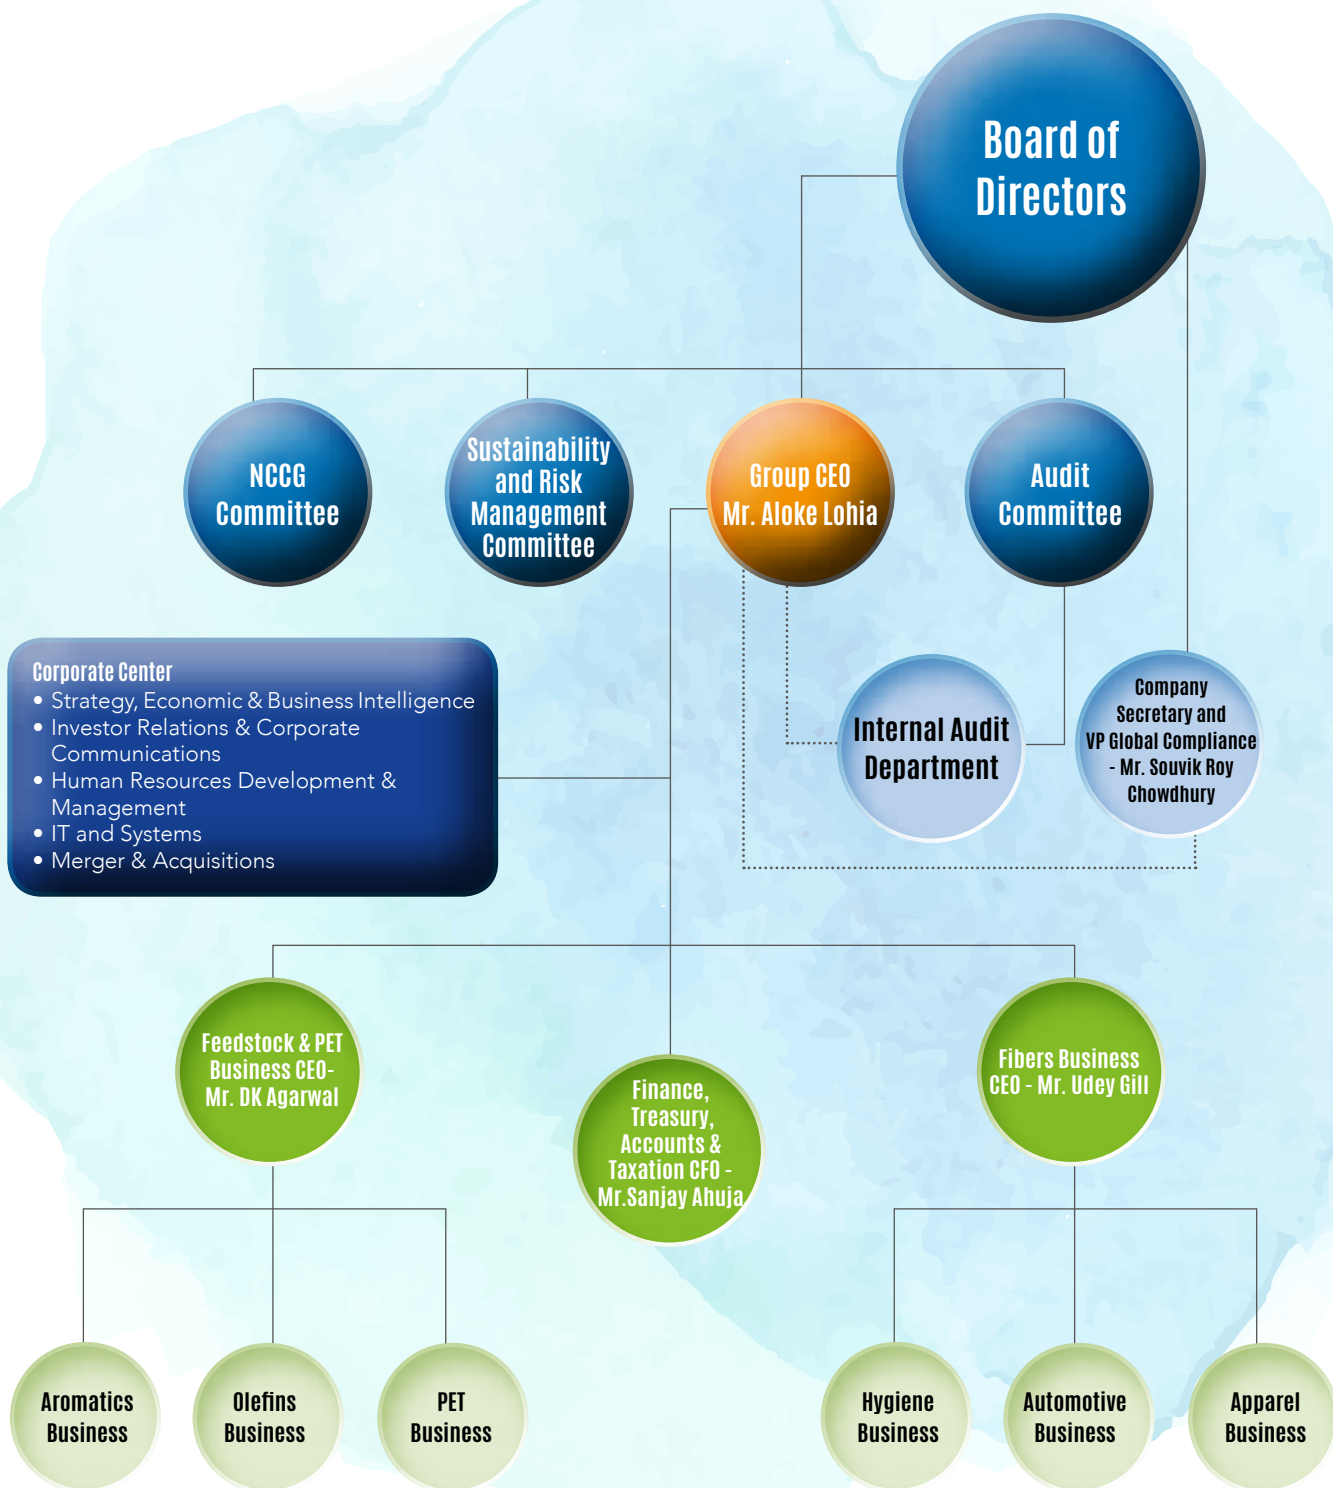 Board of
Directors
NCCG
Committee
Sustainability
and Risk
Management
Committee
Group CEO
Mr. Aloke Lohia
Audit
Committee
Corporate Center
• Strategy, Economic & Business Intelligence
• Investor Relations & Corporate
Communications
• Human Resources Development &
Management
• IT and Systems
• Merger & Acquisitions
Internal Audit
Department
Company
Secretary and
VP Global Compliance
- Mr. Souvik Roy
Chowdhury
Feedstock & PET
Business CEO-
Mr. DK Agarwal
Finance,
Treasury,
Accounts &
Taxation CFO -
Mr.Sanjay Ahuja
Fibers Business
CEO - Mr. Udey Gill
Aromatics
Business
Olefins
Business
PET
Business
Hygiene
Business
Automotive
Business
Apparel
Business